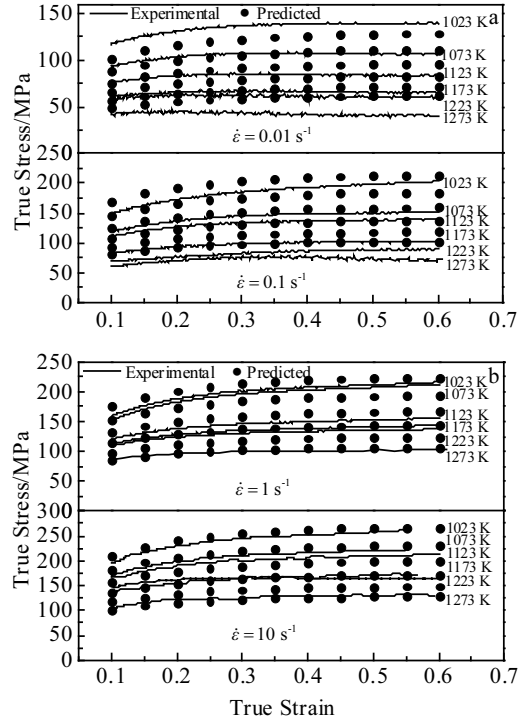 Experimental Predicted a
150
100
50
0
True Stress/MPa
1023 K
1073 K
1123 K
1173 K
1223 K
1273 K
ε̇ = 0.01 s⁻¹
250
200
150
100
50
0
1023 K
1073 K
1123 K
1173 K
1223 K
1273 K
ε̇ = 0.1 s⁻¹
0.1 0.2 0.3 0.4 0.5 0.6 0.7
Experimental Predicted b
250
200
150
100
50
True Stress/MPa
1023 K
1073 K
1123 K
1173 K
1223 K
1273 K
ε̇ = 1 s⁻¹
300
250
200
150
100
50
0
1023 K
1073 K
1123 K
1173 K
1223 K
1273 K
ε̇ = 10 s⁻¹
0.1 0.2 0.3 0.4 0.5 0.6 0.7
True Strain